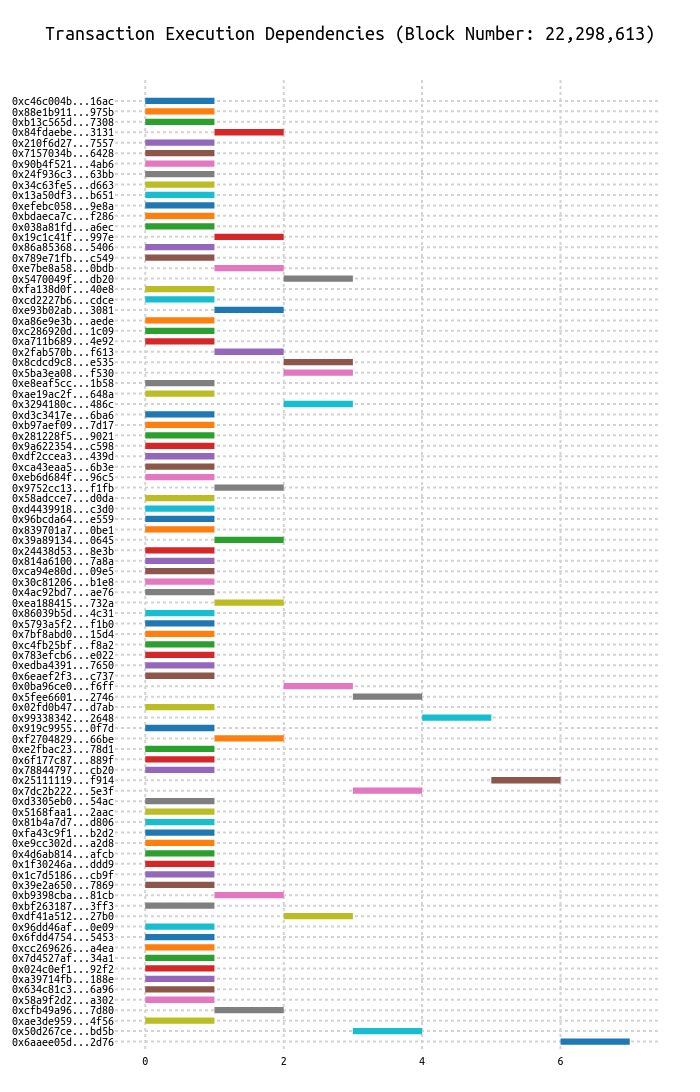 Transaction Execution Dependencies (Block Number: 22,298,613)
0xc46c004b...16ac
0x88e1b911...975b
0xb13c565d...7308
0x84fdaebe...3131
0x210f6d27...7557
0x7157034b...6428
0x90b4f521...4ab6
0x24f936c3...63bb
0x34c63fe5...d663
0x13a50df3...b651
0xefebc058...9e8a
0xbdaeca7c...f286
0x038a81fd...a6ec
0x19c1c41f...997e
0x86a85368...5406
0x789e71fb...c549
0xe7be8a58...0bdb
0x5470049f...db20
0xfa138d0f...40e8
0xcd2227b6...cdce
0xe93b02ab...3081
0xa86e9e3b...aede
0xc286920d...1c09
0xa711b689...4e92
0x2fab570b...f613
0x8cdcd9c8...e535
0x5ba3ea08...f530
0xe8eaf5cc...1b58
0xae19ac2f...648a
0x3294180c...486c
0xd3c3417e...6ba6
0xb97aef09...7d17
0x281228f5...9021
0x9a622354...c598
0xdf2ccea3...439d
0xca43eaa5...6b3e
0xeb6d684f...96c5
0x9752cc13...f1fb
0x58adcce7...d0da
0xd4439918...c3d0
0x96bcda64...e559
0x839701a7...0be1
0x39a89134...0645
0x24438d53...8e3b
0x814a6100...7a8a
0xca94e80d...09e5
0x30c81206...b1e8
0x4ac92bd7...ae76
0xea188415...732a
0x86039b5d...4c31
0x5793a5f2...f1b0
0x7bf8abd0...15d4
0xc4fb25bf...f8a2
0x783efcb6...e022
0xedba4391...7650
0x6eaef2f3...c737
0x0ba96ce0...f6ff
0x5fee6601...2746
0x02fd0b47...d7ab
0x99338342...2648
0x919c9955...0f7d
0xf2704829...66be
0xe2fbac23...78d1
0x6f177c87...889f
0x78844797...cb20
0x25111119...f914
0x7dc2b222...5e3f
0xd3305eb0...54ac
0x5168faa1...2aac
0x81b4a7d7...d806
0xfa43c9f1...b2d2
0xe9cc302d...a2d8
0x4d6ab814...afcb
0x1f30246a...ddd9
0x1c7d5186...cb9f
0x39e2a650...7869
0xb9398cba...81cb
0xbf263187...3ff3
0xdf41a512...27b0
0x96dd46af...0e09
0x6fdd4754...5453
0xcc269626...a4ea
0x7d4527af...34a1
0x024c0ef1...92f2
0xa39714fb...188e
0x634c81c3...6a96
0x58a9f2d2...a302
0xcfb49a96...7d80
0xae3de959...4f56
0x50d267ce...bd5b
0x6aaee05d...2d76
0 2 4 6